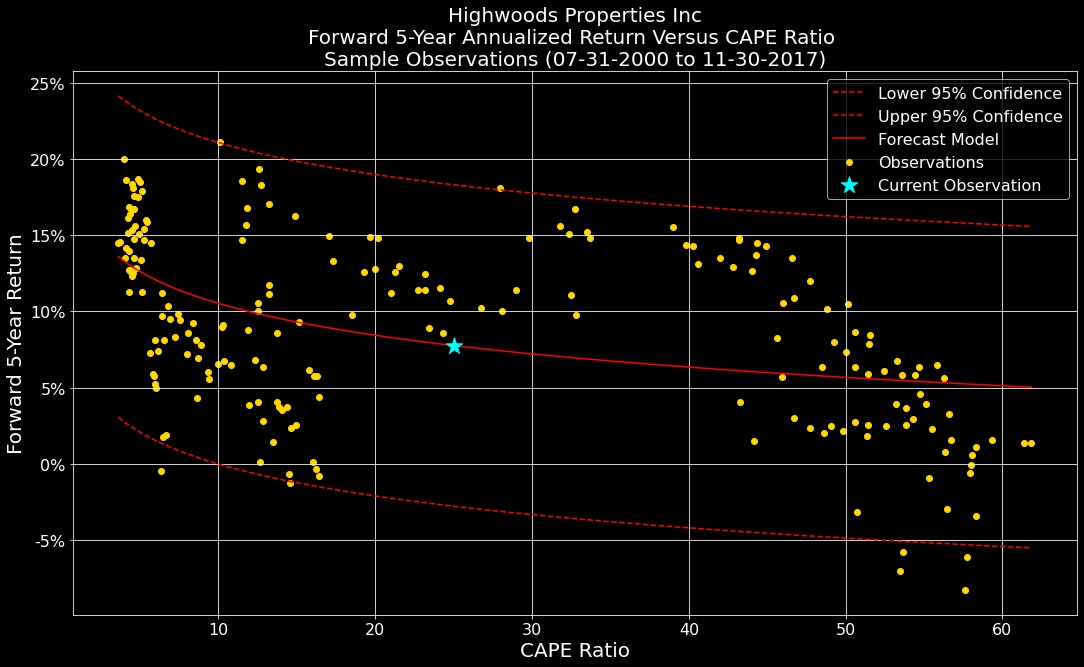 Highwoods Properties Inc
Forward 5-Year Annualized Return Versus CAPE Ratio
Sample Observations (07-31-2000 to 11-30-2017)
Lower 95% Confidence
Upper 95% Confidence
Forecast Model
Observations
Current Observation
Forward 5-Year Return
25%
20%
15%
10%
5%
0%
-5%
10 20 30 40 50 60
CAPE Ratio